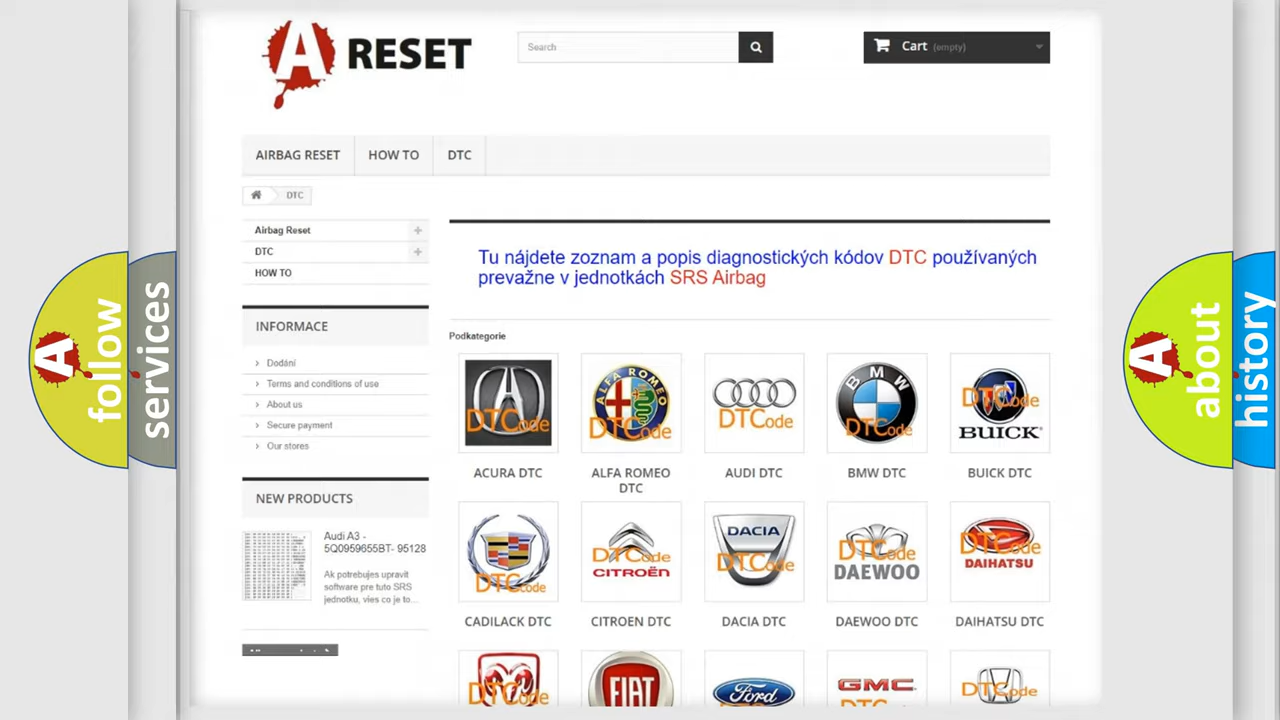 A RESET
Search
Cart (empty)
AIRBAG RESET
HOW TO
DTC
DTC
Airbag Reset
DTC
HOW TO
INFORMACE
Dodání
Terms and conditions of use
About us
Secure payment
Our stores
NEW PRODUCTS
Audi A3 -
5Q0959655BT- 95128
Ak potrebujes upravit
software pre tuto SRS
jednotku, vies co je to...
Tu nájdete zoznam a popis diagnostických kódov DTC používaných
prevažne v jednotkách SRS Airbag
Podkategorie
DTCode
ALFA ROMEO
DTCode
DTCode
BMW
DTCode
DTCode
BUICK
ACURA DTC
ALFA ROMEO
DTC
AUDI DTC
BMW DTC
BUICK DTC
DTCode
DTCode
CITROËN
DACIA
DTCode
DTCode
DAEWOO
DTCode
DAIHATSU
CADILACK DTC
CITROEN DTC
DACIA DTC
DAEWOO DTC
DAIHATSU DTC
DTCode
FIAT
Ford
GMC
DTCode
A follow
services
A about
history